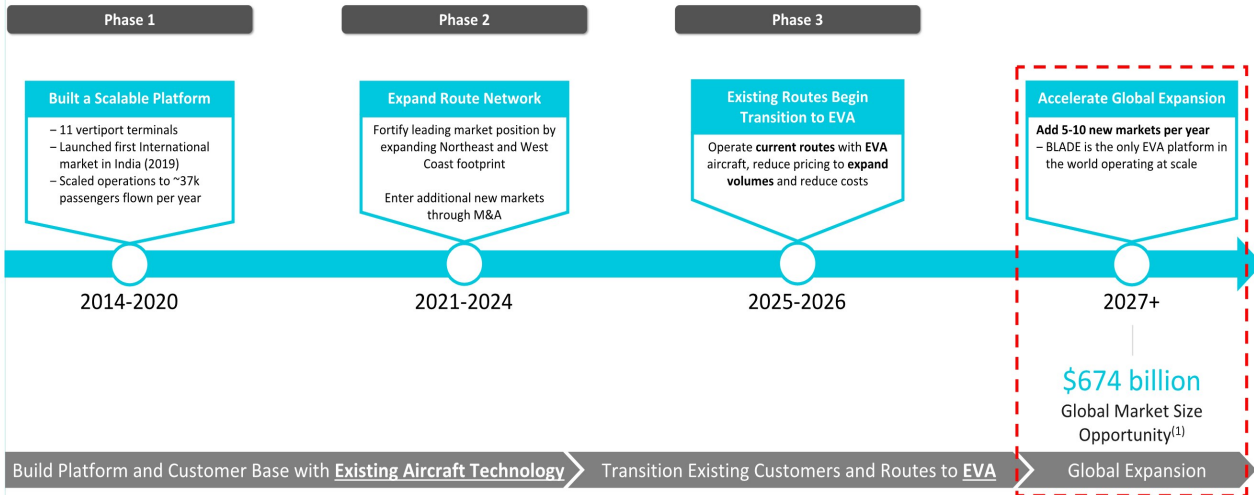 Phase 1
Phase 2
Phase 3
Built a Scalable Platform
– 11 vertiport terminals
– Launched first International
market in India (2019)
– Scaled operations to ~37k
passengers flown per year
Expand Route Network
Fortify leading market position by
expanding Northeast and West
Coast footprint
Enter additional new markets
through M&A
Existing Routes Begin
Transition to EVA
Operate current routes with EVA
aircraft, reduce pricing to expand
volumes and reduce costs
Accelerate Global Expansion
Add 5-10 new markets per year
– BLADE is the only EVA platform in
the world operating at scale
2014-2020
2021-2024
2025-2026
2027+
$674 billion
Global Market Size
Opportunity(1)
Build Platform and Customer Base with Existing Aircraft Technology
Transition Existing Customers and Routes to EVA
Global Expansion